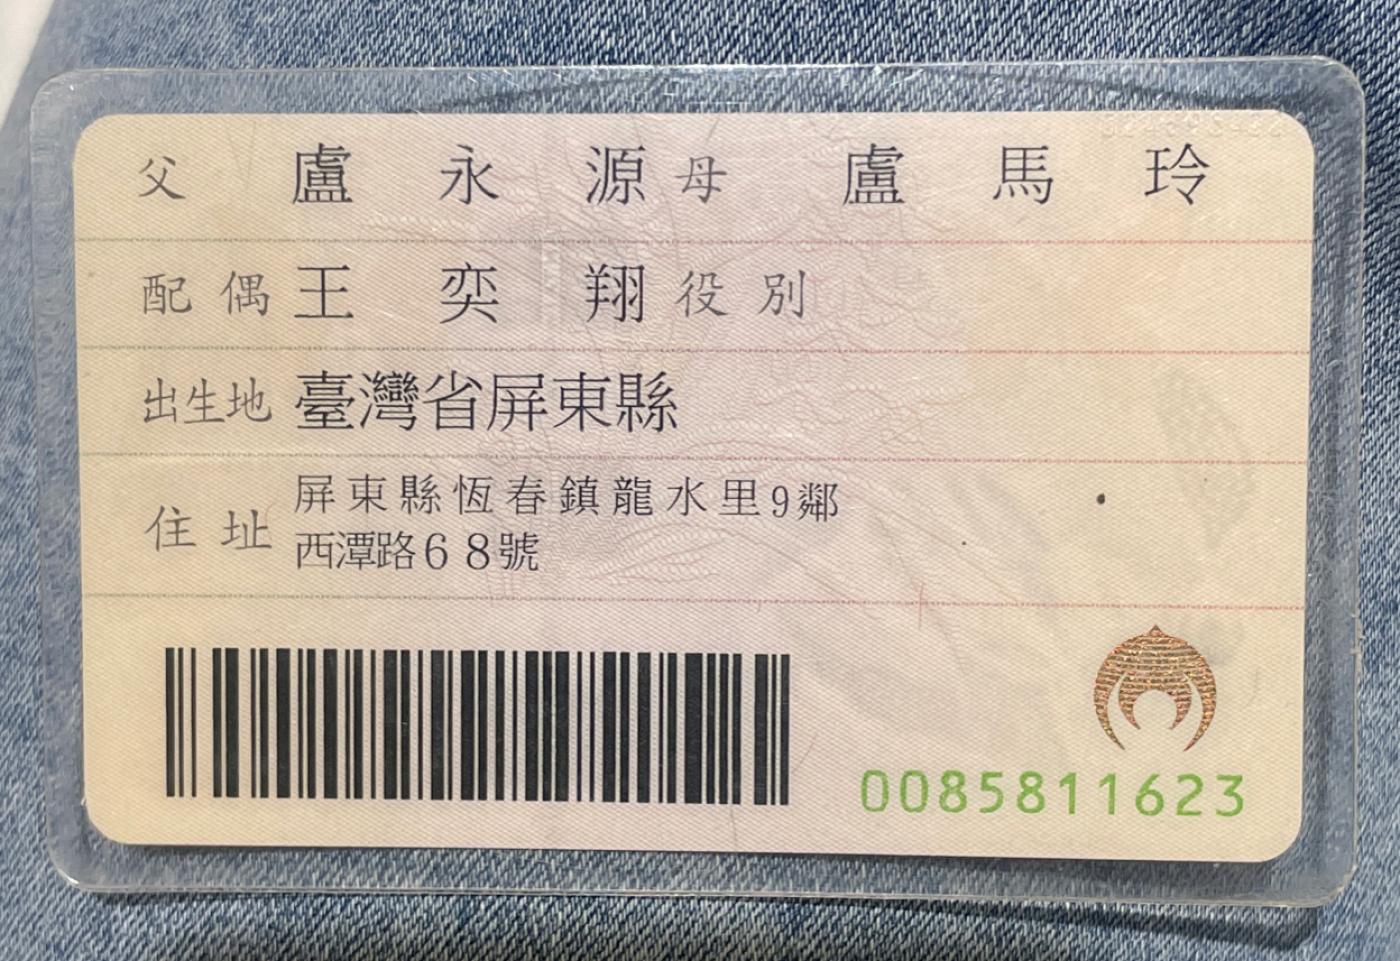 父 盧永源 母 盧馬玲
配偶 王奕翔 役別
出生地 臺灣省屏東縣
住址 屏東縣恆春鎮龍水里9鄰
西潭路68號
0085811623